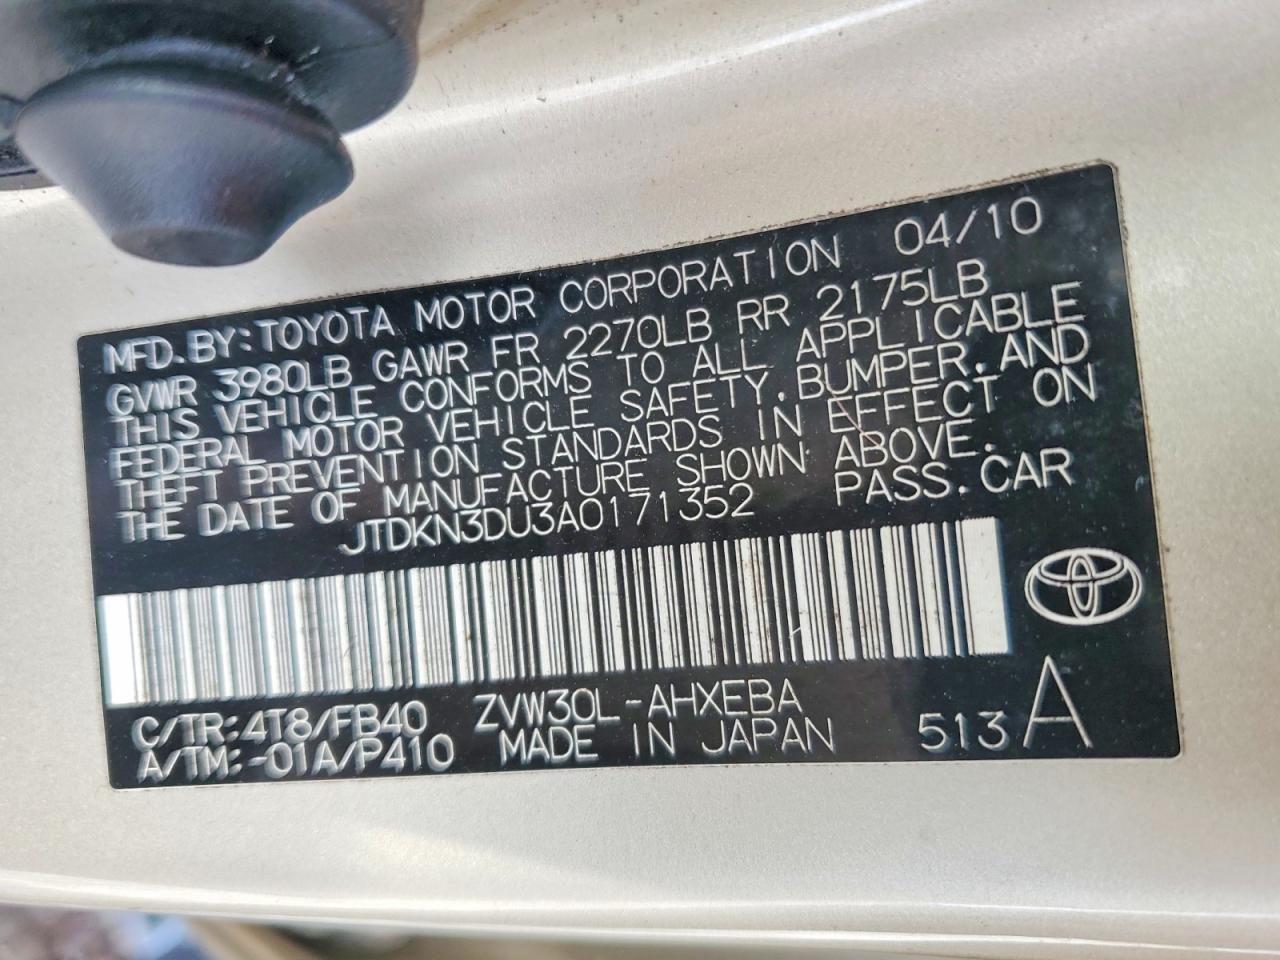 MFD.BY:TOYOTA MOTOR CORPORATION 04/10
GVWR 3980LB GAWR FR 2270LB RR 2175LB
THIS VEHICLE CONFORMS TO ALL APPLICABLE
FEDERAL MOTOR VEHICLE SAFETY,BUMPER,AND
THEFT PREVENTION STANDARDS IN EFFECT ON
THE DATE OF MANUFACTURE SHOWN ABOVE.
JTDKN3DU3A0171352 PASS.CAR
C/TR:4T8/FB40 ZVW30L-AHXEBA
A/TM:-01A/P410 MADE IN JAPAN 513 A